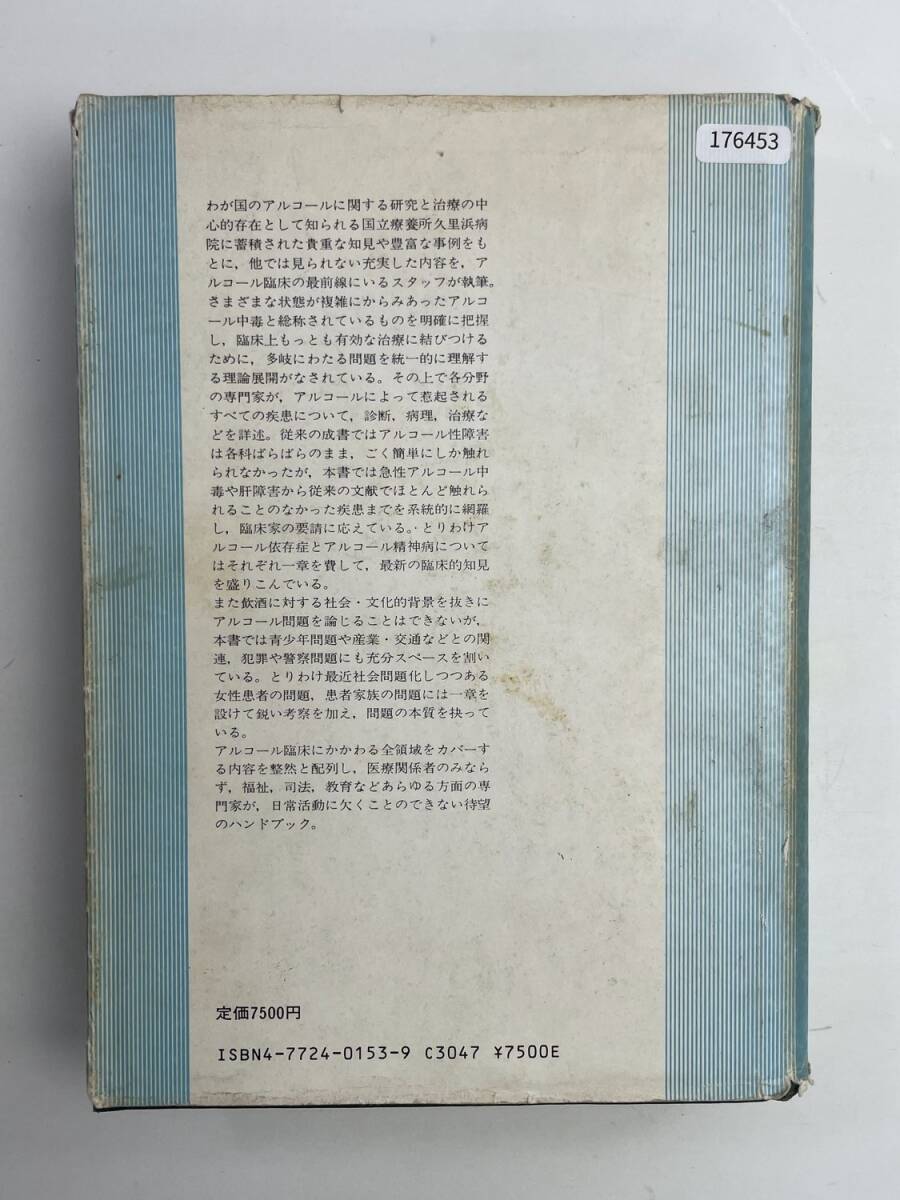 176453
わが国のアルコールに関する研究と治療の中
心的存在として知られる国立療養所久里浜病
院に蓄積された貴重な知見や豊富な事例をも
とに，他では見られない充実した内容を，ア
ルコール臨床の最前線にいるスタッフが執筆。
さまざまな状態が複雑にからみあったアルコ
ール中毒と総称されているものを明確に把握
し，臨床上もっとも有効な治療に結びつける
ために，多岐にわたる問題を統一的に理解す
る理論展開がなされている。その上で各分野
の専門家が，アルコールによって惹起される
すべての疾患について，診断，病理，治療な
どを詳述。従来の成書ではアルコール性障害
は各科ばらばらのまま，ごく簡単にしか触れ
られなかったが，本書では急性アルコール中
毒や肝障害から従来の文献でほとんど触れら
れることのなかった疾患までを系統的に網羅
し，臨床家の要請に応えている。とりわけア
ルコール依存症とアルコール精神病について
はそれぞれ一章を費して，最新の臨床的知見
を盛りこんでいる。
また飲酒に対する社会・文化的背景を抜きに
アルコール問題を論じることはできないが，
本書では青少年問題や産業・交通などとの関
連，犯罪や警察問題にも充分スペースを割い
ている。とりわけ最近社会問題化しつつある
女性患者の問題，患者家族の問題には一章を
設けて鋭い考察を加え，問題の本質を抉って
いる。
アルコール臨床にかかわる全領域をカバーす
る内容を整然と配列し，医療関係者のみなら
ず，福祉，司法，教育などあらゆる方面の専
門家が，日常活動に欠くことのできない待望
のハンドブック。
定価7500円
ISBN4-7724-0153-9 C3047 ¥7500E